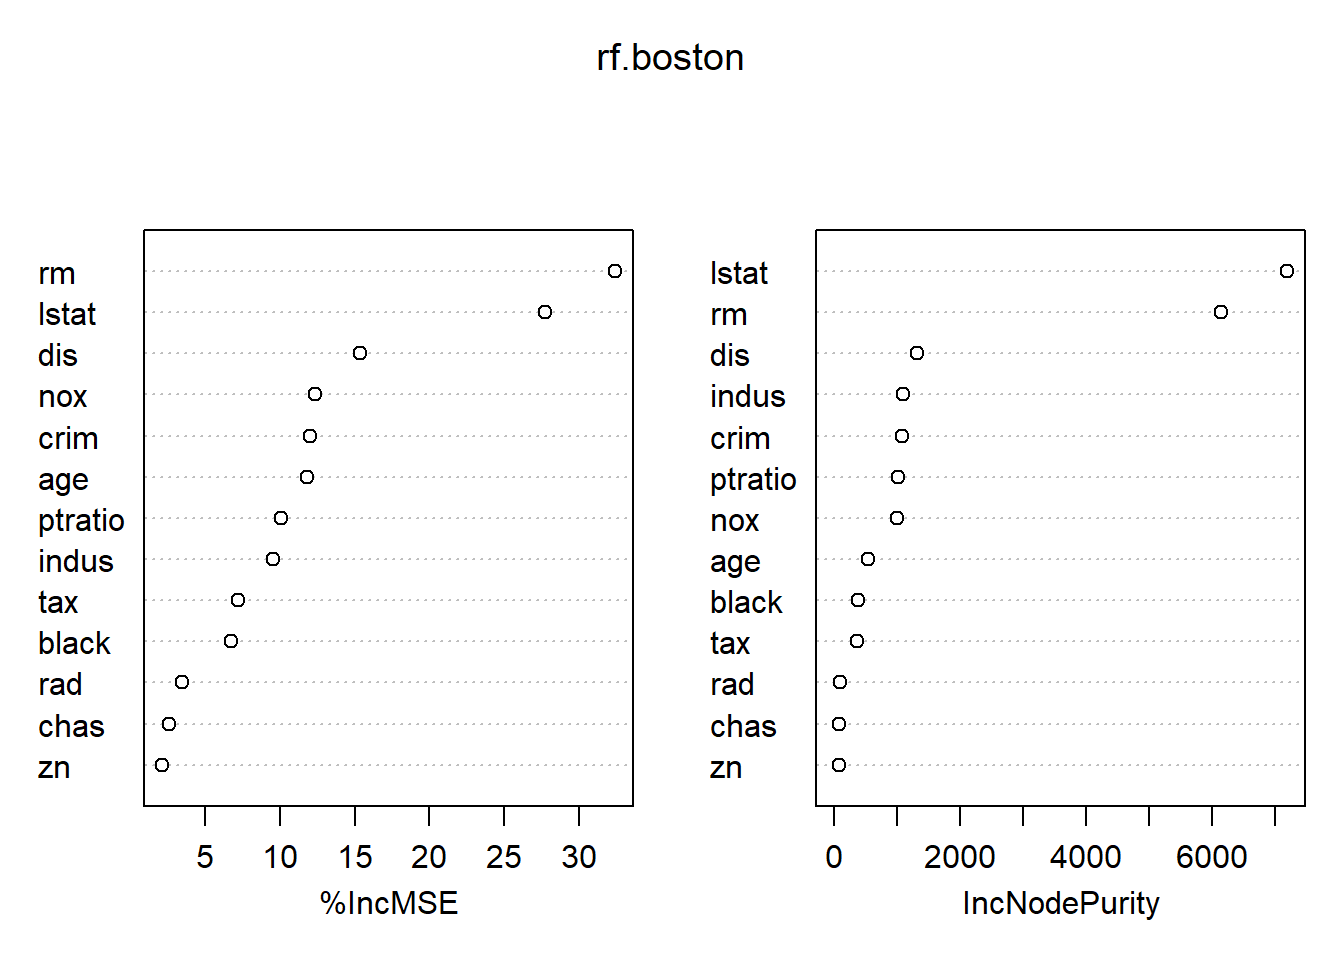 rf.boston
rm
lstat
dis
nox
crim
age
ptratio
indus
tax
black
rad
chas
zn
5 10 15 20 25 30
%IncMSE
lstat
rm
dis
indus
crim
ptratio
nox
age
black
tax
rad
chas
zn
0 2000 4000 6000
IncNodePurity